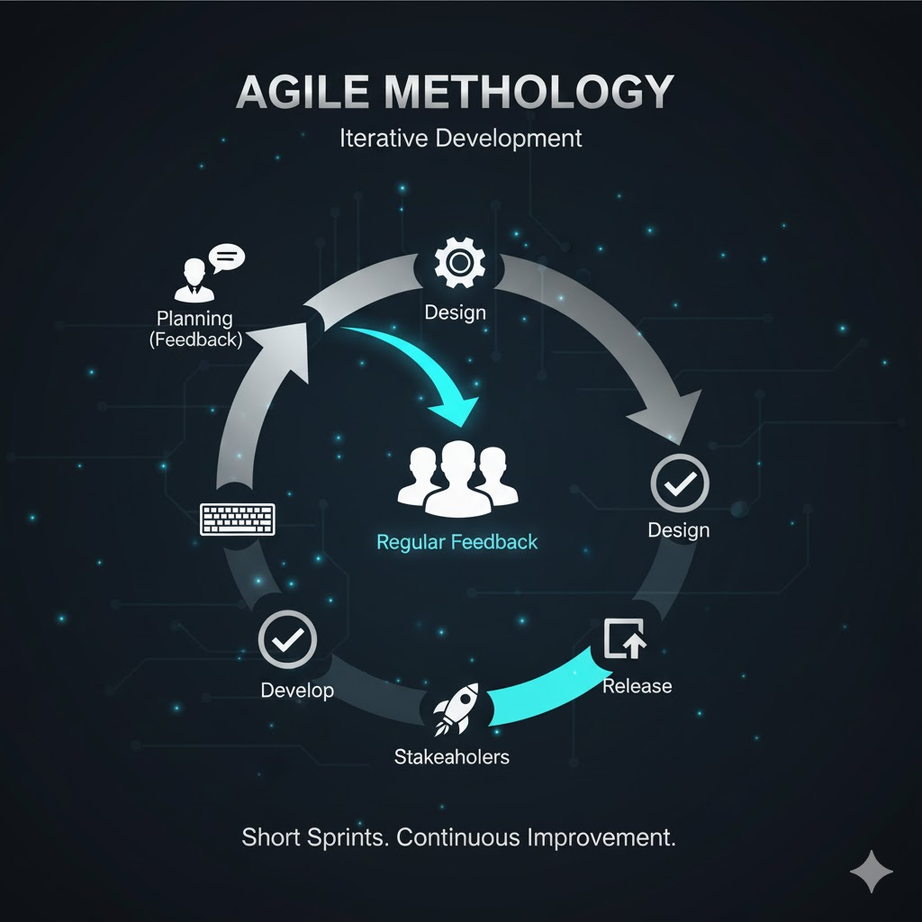 AGILE METHOLOGY
Iterative Development
Planning
(Feedback)
Design
Regular Feedback
Design
Develop
Release
Stakeaholers
Short Sprints. Continuous Improvement.